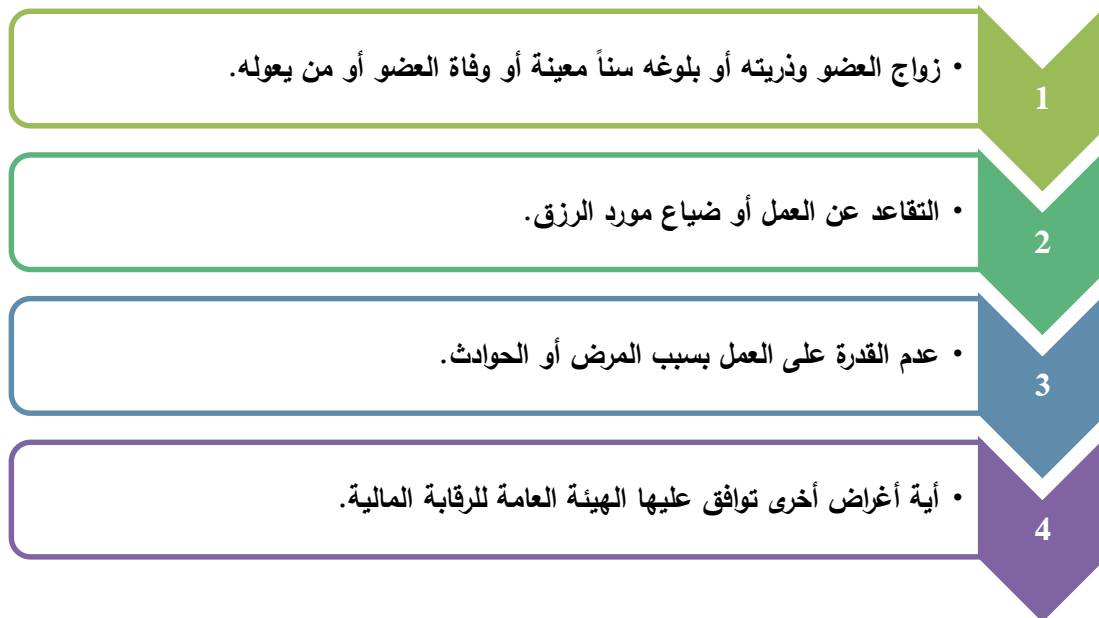 1
• زواج العضو وذريته أو بلوغه سناً معينة أو وفاة العضو أو من يعوله.
2
• التقاعد عن العمل أو ضياع مورد الرزق.
3
• عدم القدرة على العمل بسبب المرض أو الحوادث.
4
• أية أغراض أخرى توافق عليها الهيئة العامة للرقابة المالية.